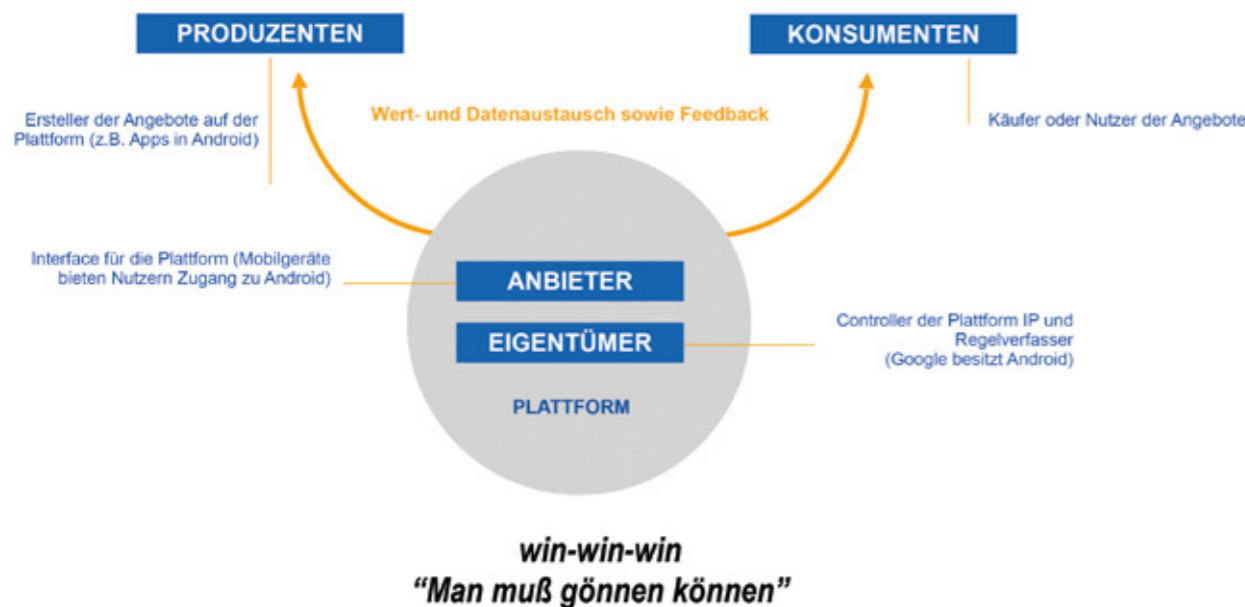 PRODUZENTEN
KONSUMENTEN
Wert- und Datenaustausch sowie Feedback
Ersteller der Angebote auf der
Plattform (z.B. Apps in Android)
Käufer oder Nutzer der Angebote
Interface für die Plattform (Mobilgeräte
bieten Nutzern Zugang zu Android)
ANBIETER
EIGENTÜMER
Controller der Plattform IP und
Regelverfasser
(Google besitzt Android)
PLATTFORM
win-win-win
“Man muß gönnen können”